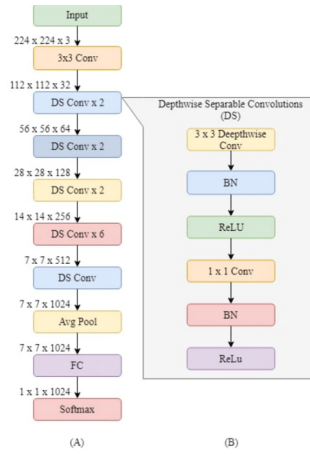 Input
224 x 224 x 3
3x3 Conv
112 x 112 x 32
DS Conv x 2
56 x 56 x 64
DS Conv x 2
28 x 28 x 128
DS Conv x 2
14 x 14 x 256
DS Conv x 6
7 x 7 x 512
DS Conv
7 x 7 x 1024
Avg Pool
7 x 7 x 1024
FC
1 x 1 x 1024
Softmax
(A)
Depthwise Separable Convolutions
(DS)
3 x 3 Deepthwise
Conv
BN
ReLU
1 x 1 Conv
BN
ReLu
(B)